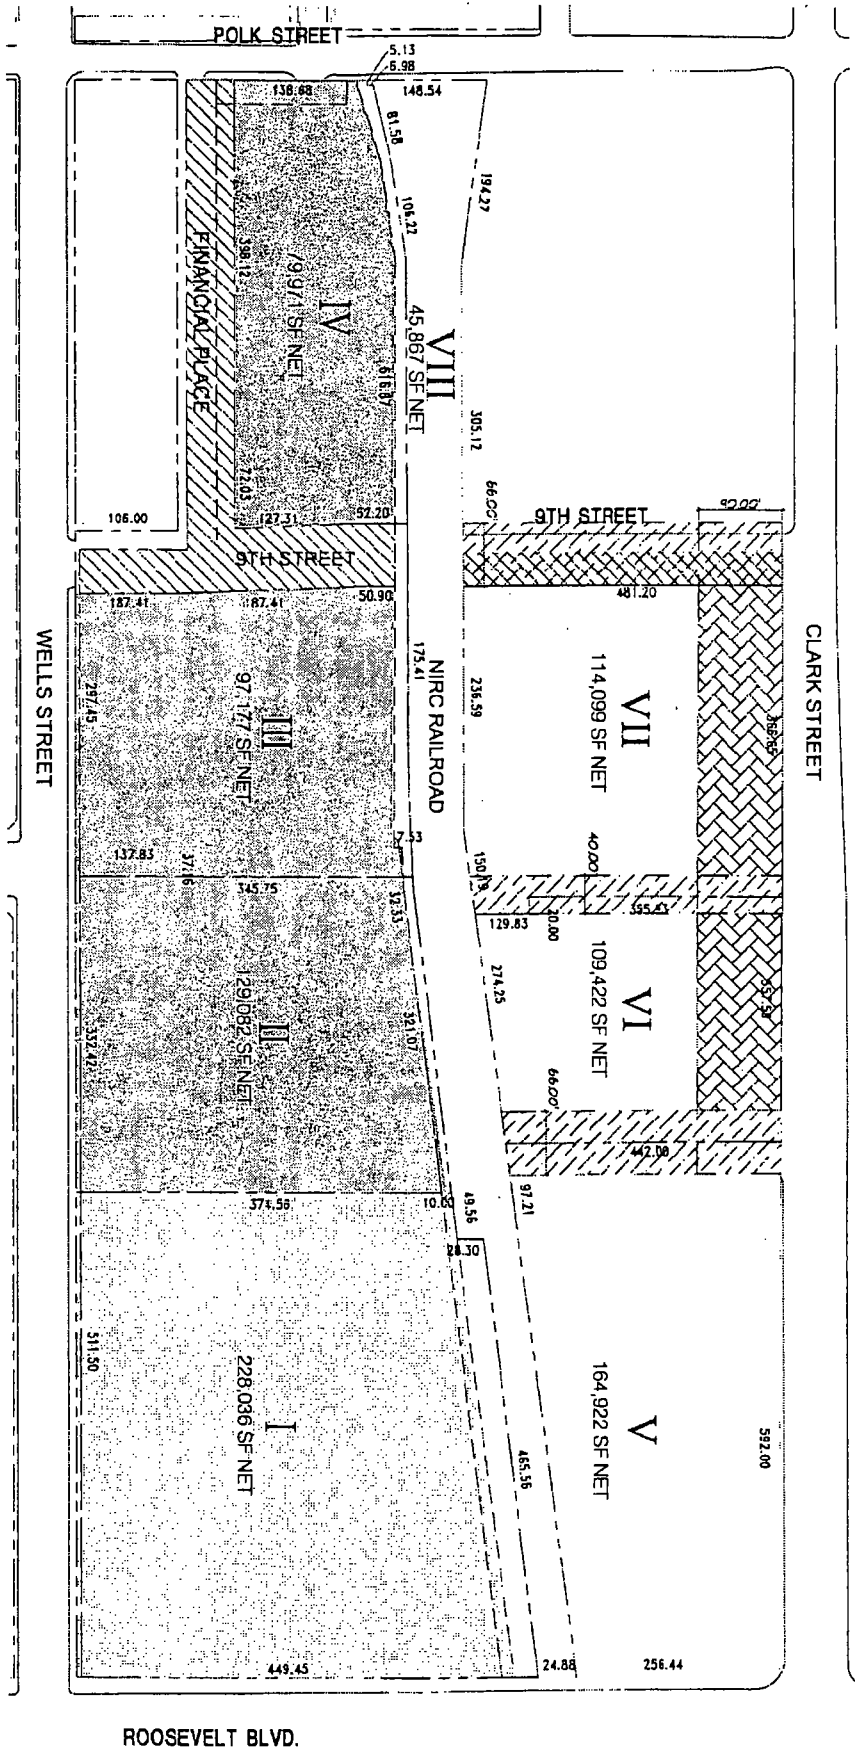 POLK STREET
5.13
6.98
138.68
148.54
81.58
194.27
106.22
FINANCIAL PLACE
398.12
IV
79,971 SF NET
VIII
45,867 SF NET
616.87
305.12
72.03
66.00'
106.00
127.31
52.20
9TH STREET
9TH STREET
187.41
187.41
50.90
481.20
WELLS STREET
CLARK STREET
297.45
III
97,177 SF NET
175.41
NIRC RAILROAD
236.59
VII
114,099 SF NET
7.53
137.83
37.16
345.75
150.19
40.00'
32.33
129.83
20.00
II
129,082 SF NET
332.42
321.07
274.25
VI
109,422 SF NET
66.00'
442.00
374.56
10.00
49.56
97.21
28.30
511.50
I
228,036 SF NET
465.56
V
164,922 SF NET
592.00
449.45
24.88
256.44
ROOSEVELT BLVD.